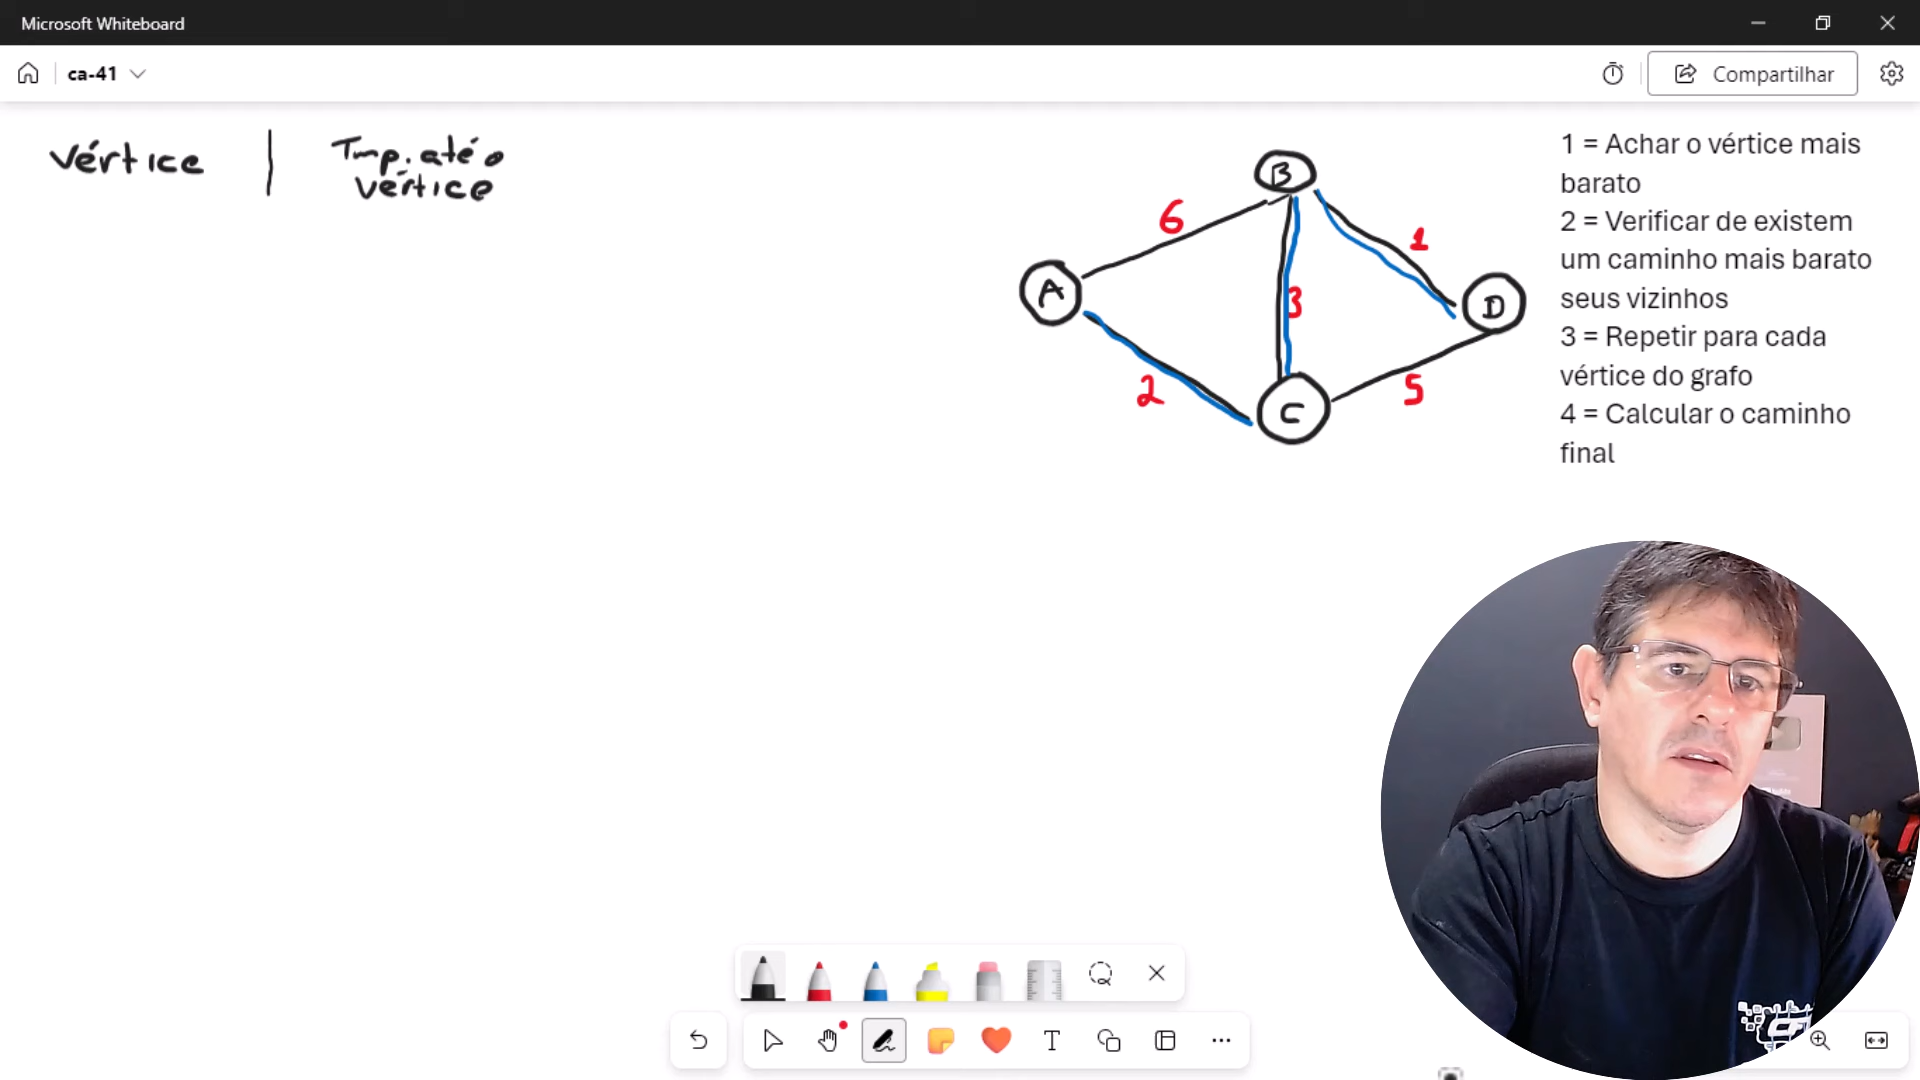 Microsoft Whiteboard
ca-41
Compartilhar
vértice
Tmp. até o
vértice
B
6
1
A
3
D
2
5
C
1 = Achar o vértice mais
barato
2 = Verificar de existem
um caminho mais barato
seus vizinhos
3 = Repetir para cada
vértice do grafo
4 = Calcular o caminho
final
T